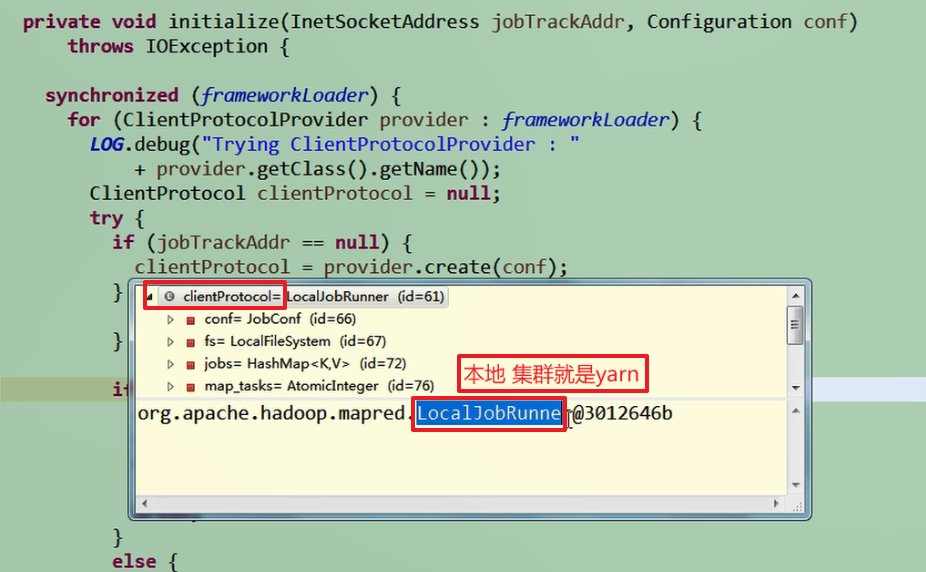 private void initialize(InetSocketAddress jobTrackAddr, Configuration conf)
throws IOException {
synchronized (frameworkLoader) {
for (ClientProtocolProvider provider : frameworkLoader) {
LOG.debug("Trying ClientProtocolProvider : "
+ provider.getClass().getName());
ClientProtocol clientProtocol = null;
try {
if (jobTrackAddr == null) {
clientProtocol = provider.create(conf);
}
clientProtocol= LocalJobRunner (id=61)
conf= JobConf (id=66)
}
fs= LocalFileSystem (id=67)
jobs= HashMap<K,V> (id=72)
本地 集群就是yarn
if
map_tasks= AtomicInteger (id=76)
org.apache.hadoop.mapred.LocalJobRunner@3012646b
}
else {